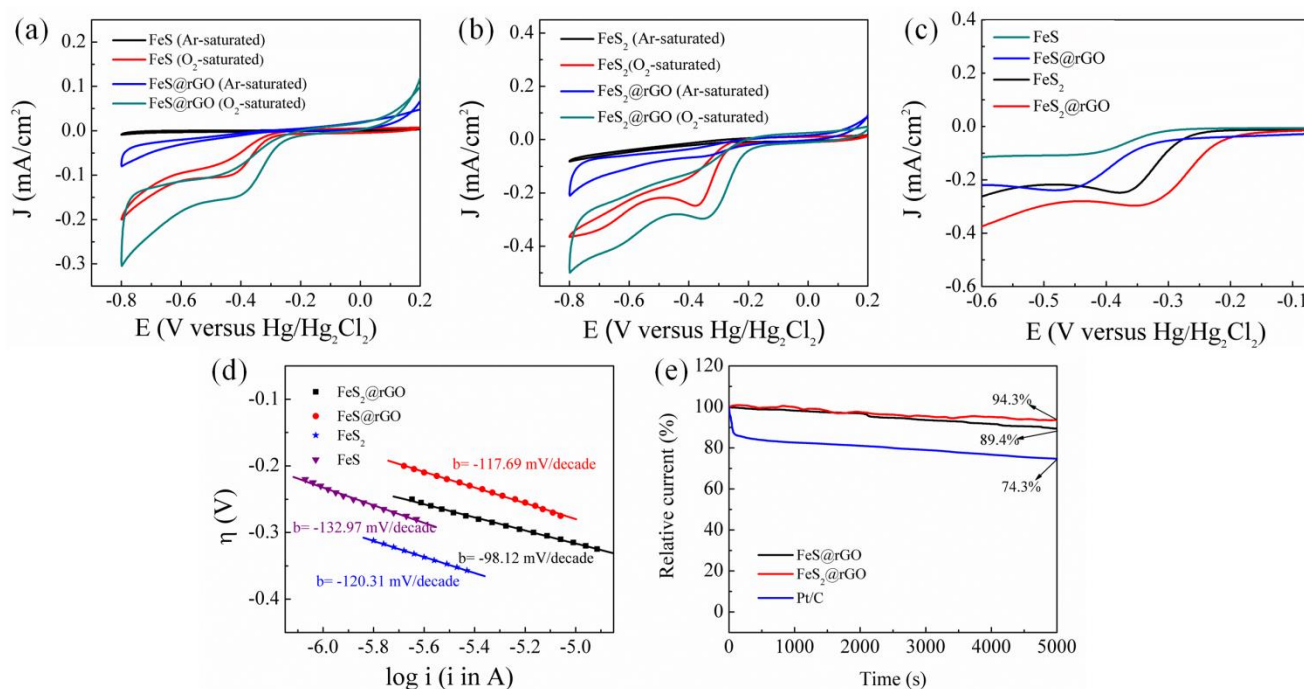 (a)
FeS (Ar-saturated)
FeS (O₂-saturated)
FeS@rGO (Ar-saturated)
FeS@rGO (O₂-saturated)
J (mA/cm²)
0.2
0.1
0.0
-0.1
-0.2
-0.3
-0.8 -0.6 -0.4 -0.2 0.0 0.2
E (V versus Hg/Hg₂Cl₂)
(b)
FeS₂ (Ar-saturated)
FeS₂(O₂-saturated)
FeS₂@rGO (Ar-saturated)
FeS₂@rGO (O₂-saturated)
J (mA/cm²)
0.4
0.2
0.0
-0.2
-0.4
-0.8 -0.6 -0.4 -0.2 0.0 0.2
E (V versus Hg/Hg₂Cl₂)
(c)
FeS
FeS@rGO
FeS₂
FeS₂@rGO
J (mA/cm²)
0.4
0.2
0.0
-0.2
-0.4
-0.6
-0.6 -0.5 -0.4 -0.3 -0.2 -0.1
E (V versus Hg/Hg₂Cl₂)
(d)
FeS₂@rGO
FeS@rGO
FeS₂
FeS
b= -117.69 mV/decade
b= -132.97 mV/decade
b= -98.12 mV/decade
b= -120.31 mV/decade
η (V)
-0.1
-0.2
-0.3
-0.4
-6.0 -5.8 -5.6 -5.4 -5.2 -5.0
log i (i in A)
(e)
94.3%
89.4%
74.3%
FeS@rGO
FeS₂@rGO
Pt/C
Relative current (%)
120
100
80
60
40
20
0
0 1000 2000 3000 4000 5000
Time (s)